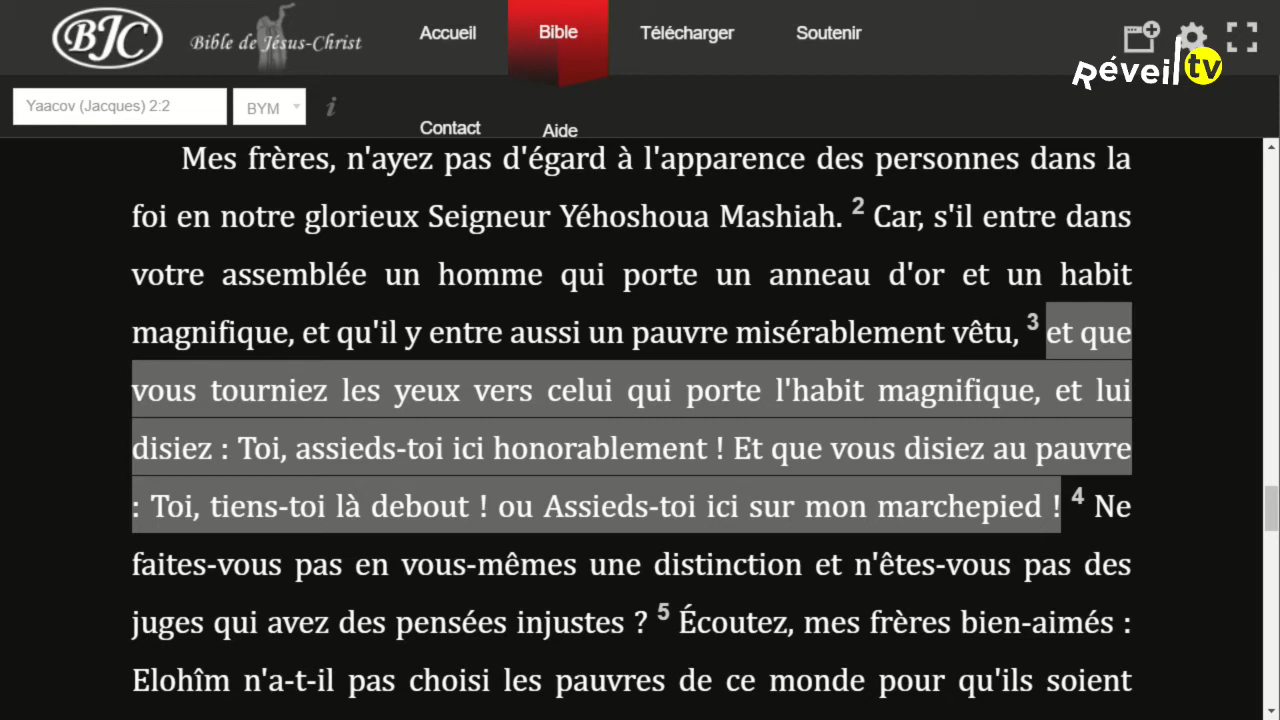 BJC
Bible de Jésus-Christ
Accueil
Bible
Télécharger
Soutenir
Réveil tv
Yaacov (Jacques) 2:2
BYM
i
Contact
Aide
Mes frères, n'ayez pas d'égard à l'apparence des personnes dans la
foi en notre glorieux Seigneur Yéhoshoua Mashiah. 2 Car, s'il entre dans
votre assemblée un homme qui porte un anneau d'or et un habit
magnifique, et qu'il y entre aussi un pauvre misérablement vêtu, 3 et que
vous tourniez les yeux vers celui qui porte l'habit magnifique, et lui
disiez : Toi, assieds-toi ici honorablement ! Et que vous disiez au pauvre
: Toi, tiens-toi là debout ! ou Assieds-toi ici sur mon marchepied ! 4 Ne
faites-vous pas en vous-mêmes une distinction et n'êtes-vous pas des
juges qui avez des pensées injustes ? 5 Écoutez, mes frères bien-aimés :
Elohîm n'a-t-il pas choisi les pauvres de ce monde pour qu'ils soient